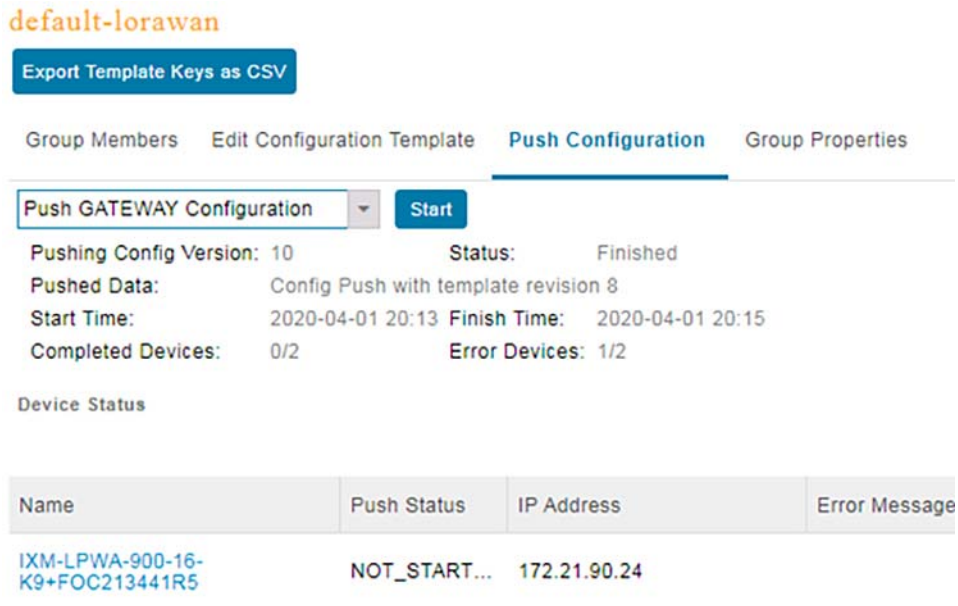 default-lorawan
Export Template Keys as CSV
Group Members Edit Configuration Template Push Configuration Group Properties
Push GATEWAY Configuration Start
Pushing Config Version: 10 Status: Finished
Pushed Data: Config Push with template revision 8
Start Time: 2020-04-01 20:13 Finish Time: 2020-04-01 20:15
Completed Devices: 0/2 Error Devices: 1/2
Device Status
Name Push Status IP Address Error Message
IXM-LPWA-900-16-
K9+FOC213441R5 NOT_START... 172.21.90.24